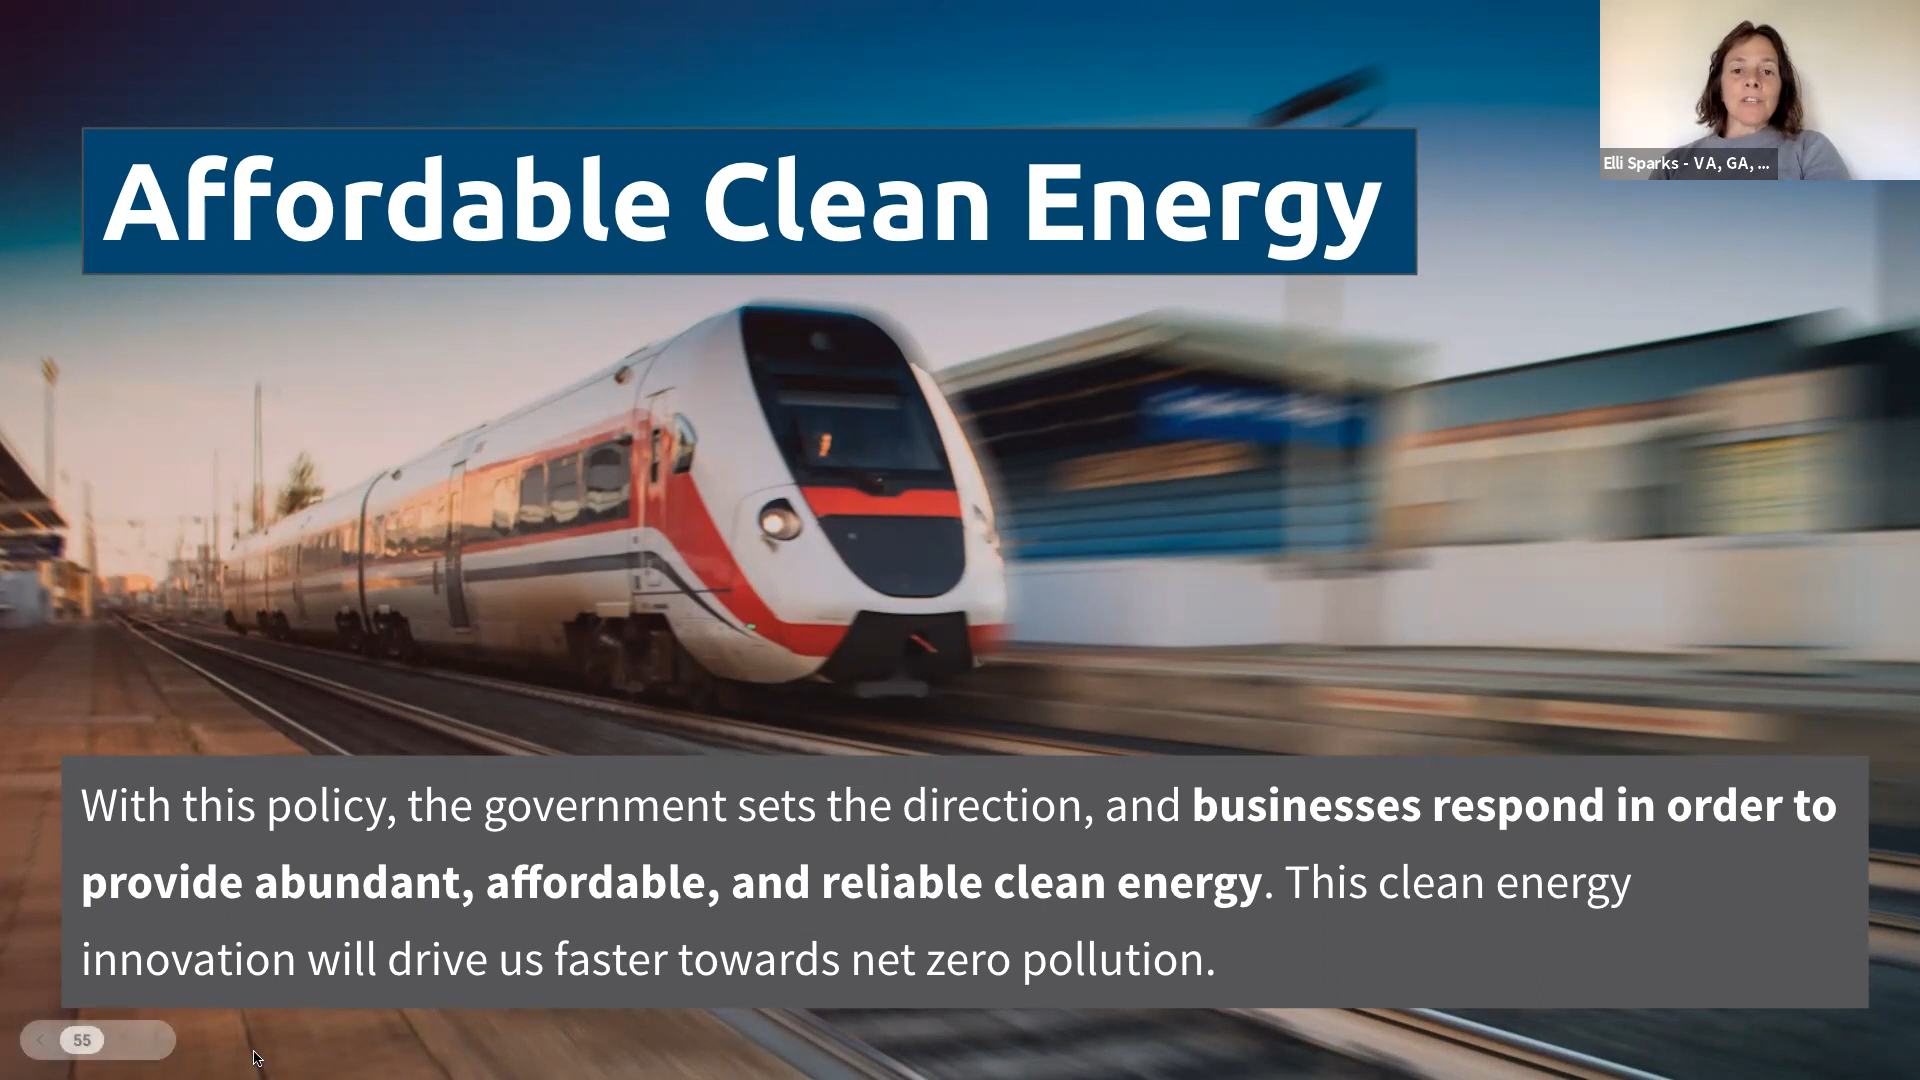 Affordable Clean Energy
Elli Sparks - VA, GA, ...
With this policy, the government sets the direction, and businesses respond in order to
provide abundant, affordable, and reliable clean energy. This clean energy
innovation will drive us faster towards net zero pollution.
55